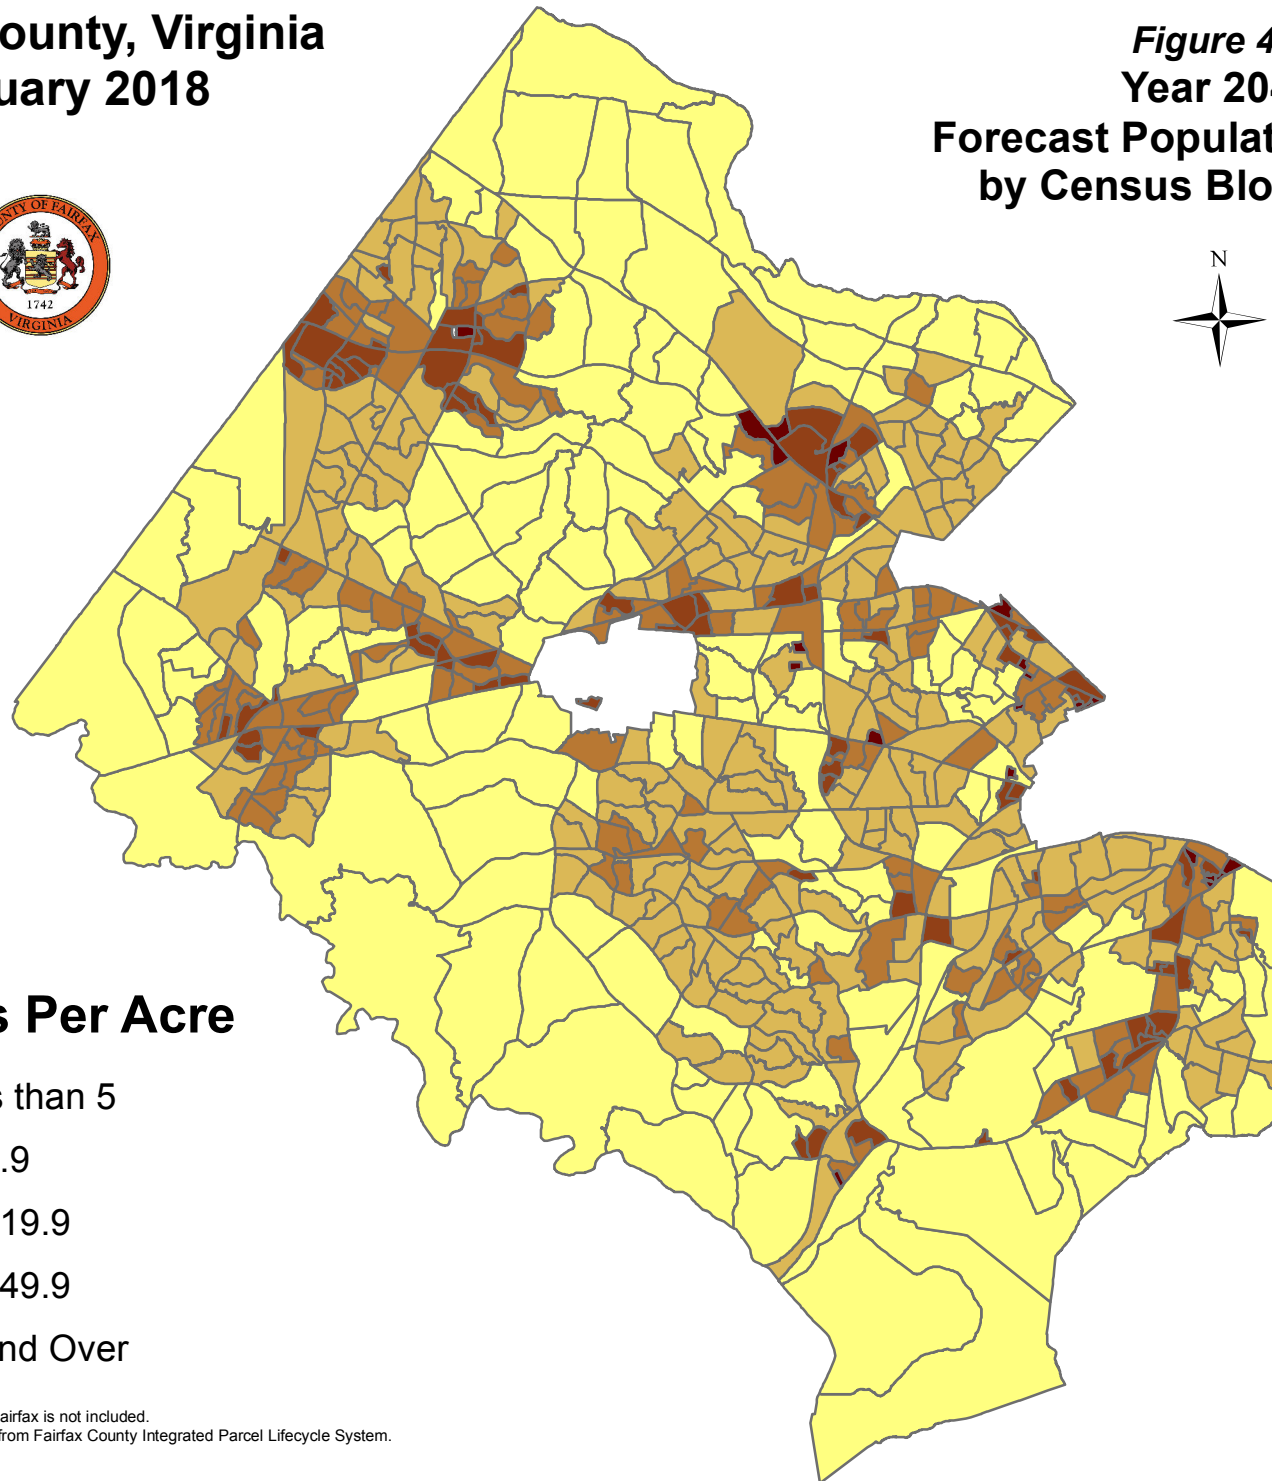 ounty, Virginia
uary 2018
Figure 4
Year 204
Forecast Populat
by Census Blo
NTY OF FAIRFAX
1742
VIRGINIA
N
s Per Acre
s than 5
.9
19.9
49.9
nd Over
airfax is not included.
from Fairfax County Integrated Parcel Lifecycle System.